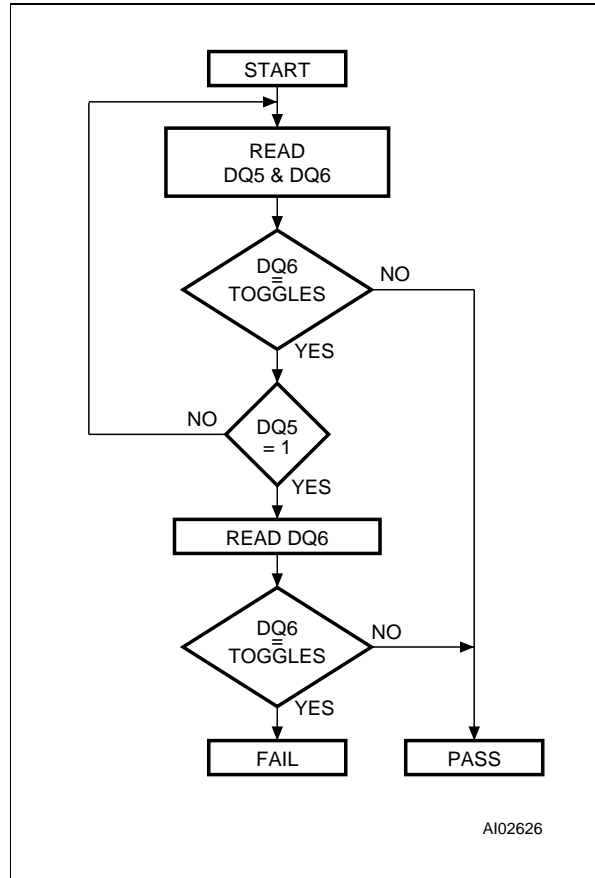 START
READ
DQ5 & DQ6
DQ6
=
TOGGLES
NO
YES
NO
DQ5
= 1
YES
READ DQ6
DQ6
=
TOGGLES
NO
YES
FAIL
PASS
AI02626